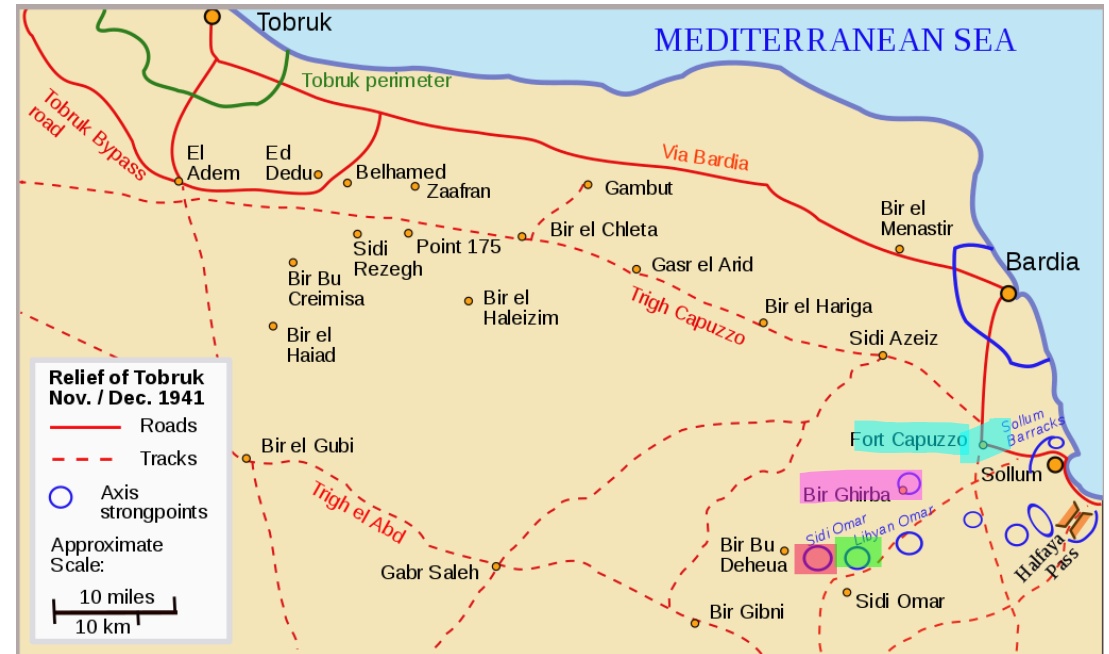 Tobruk
MEDITERRANEAN SEA
Tobruk perimeter
Tobruk Bypass
road
El
Adem
Ed
Dedu
Belhamed
Zaafran
Via Bardia
Gambut
Bir el
Menastir
Bir el Chleta
Sidi
Rezegh
Point 175
Bardia
Gasr el Arid
Bir Bu
Creimisa
Bir el
Haleizim
Trigh Capuzzo
Bir el Hariga
Bir el
Haiad
Sidi Azeiz
Relief of Tobruk
Nov. / Dec. 1941
Roads
Tracks
Axis
strongpoints
Approximate
Scale:
10 miles
10 km
Fort Capuzzo
Sollum
Barracks
Bir el Gubi
Sollum
Trigh el Abd
Bir Ghirba
Sidi Omar
Libyan Omar
Halfaya
Pass
Bir Bu
Deheua
Gabr Saleh
Sidi Omar
Bir Gibni